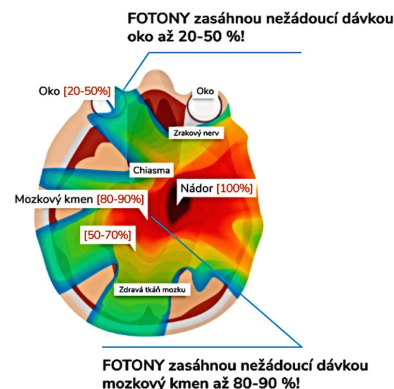 FOTONY zasáhnou nežádoucí dávkou
oko až 20-50 %!
Oko [20-50%]
Oko
Zrakový nerv
Chiasma
Nádor [100%]
Mozkový kmen [80-90%]
[50-70%]
Zdravá tkáň mozku
FOTONY zasáhnou nežádoucí dávkou
mozkový kmen až 80-90 %!